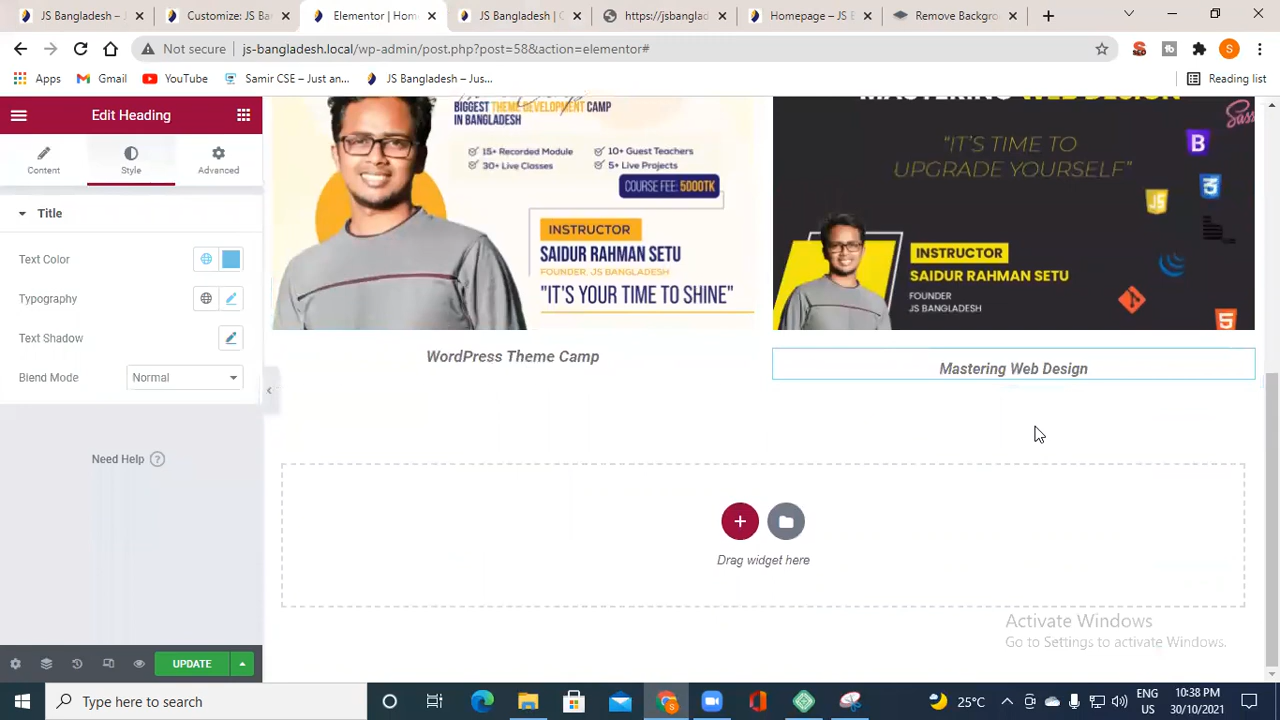 JS Bangladesh |
Customize: JS Ba
Elementor | Hom
JS Bangladesh | C
https://jsbanglad
Homepage – JS B
Remove Backgro
Not secure
js-bangladesh.local/wp-admin/post.php?post=58&action=elementor#
S
Apps
Gmail
YouTube
Samir CSE – Just an...
JS Bangladesh – Jus...
Reading list
Edit Heading
Content
Style
Advanced
Title
Text Color
Typography
Text Shadow
Blend Mode
Normal
Need Help ?
UPDATE
BIGGEST THEME DEVELOPMENT CAMP
IN BANGLADESH
15+ Recorded Module
10+ Guest Teachers
30+ Live Classes
5+ Live Projects
COURSE FEE: 5000TK
INSTRUCTOR
SAIDUR RAHMAN SETU
FOUNDER, JS BANGLADESH
"IT'S YOUR TIME TO SHINE"
WordPress Theme Camp
MASTERING WEB DESIGN
Sass
B
"IT'S TIME TO
UPGRADE YOURSELF"
JS
3
INSTRUCTOR
SAIDUR RAHMAN SETU
FOUNDER
JS BANGLADESH
5
Mastering Web Design
Drag widget here
Activate Windows
Go to Settings to activate Windows.
Type here to search
25°C
ENG
US
10:38 PM
30/10/2021